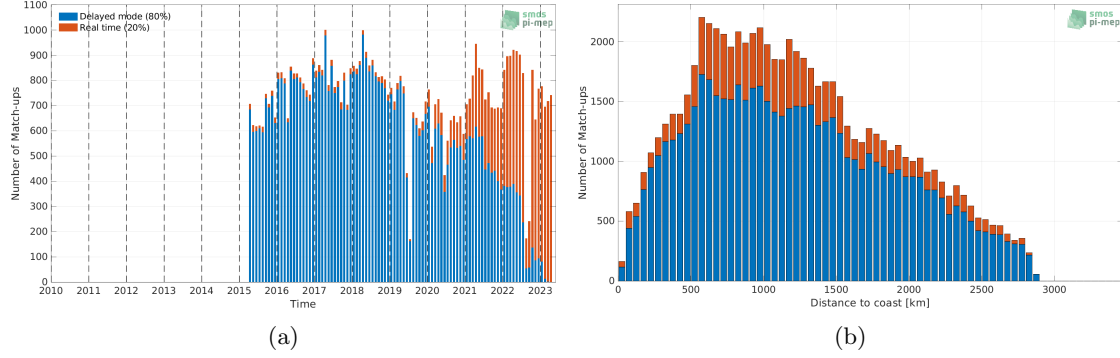 Delayed mode (80%)
Real time (20%)
smos
pi-mep
Number of Match-ups
1100
1000
900
800
700
600
500
400
300
200
100
0
2010 2011 2012 2013 2014 2015 2016 2017 2018 2019 2020 2021 2022 2023
Time
(a)
smos
pi-mep
Number of Match-ups
2000
1500
1000
500
0
0 500 1000 1500 2000 2500 3000
Distance to coast [km]
(b)